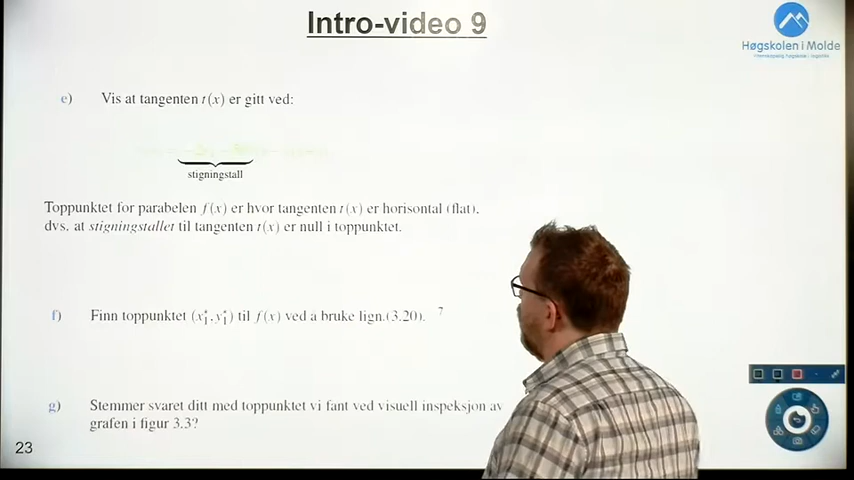 Intro-video 9
Høgskolen i Molde
e) Vis at tangenten t(x) er gitt ved:
stigningstall
Toppunktet for parabelen f(x) er hvor tangenten t(x) er horisontal (flat),
dvs. at stigningstallet til tangenten t(x) er null i toppunktet.
f) Finn toppunktet (x₁*, y₁*) til f(x) ved å bruke lign.(3.20). 7
g) Stemmer svaret ditt med toppunktet vi fant ved visuell inspeksjon av
grafen i figur 3.3?
23